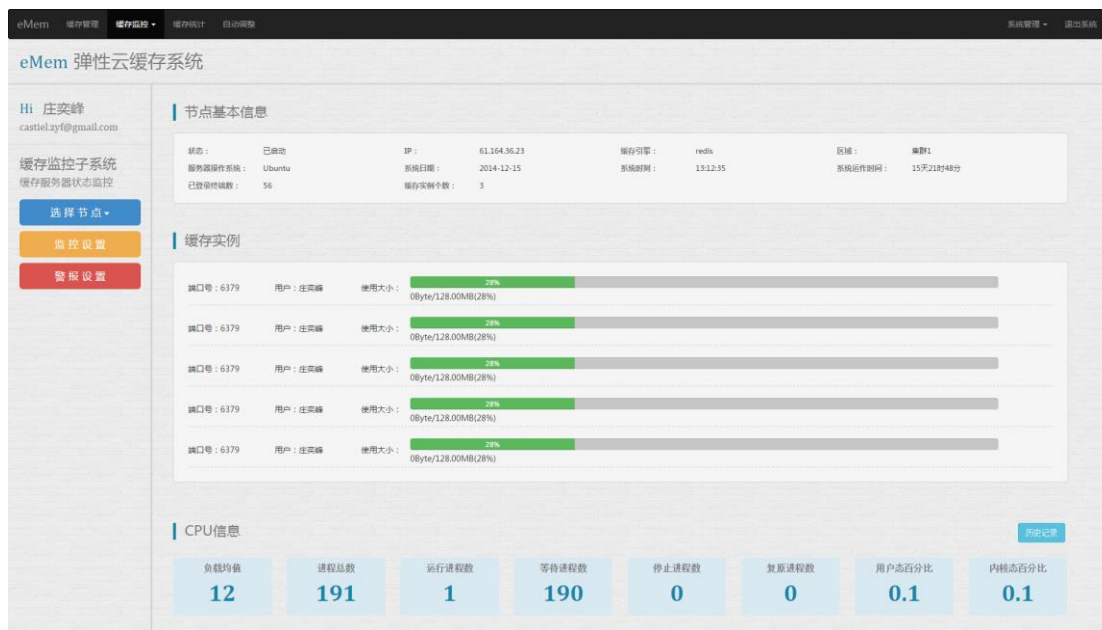 eMem 缓存管理 缓存监控 缓存统计 自动调整 系统管理 退出系统
eMem 弹性云缓存系统
Hi 庄奕峰
castiel.zyf@gmail.com
缓存监控子系统
缓存服务器状态监控
选择节点
监控设置
警报设置
节点基本信息
状态： 已启动 IP： 61.164.36.23 缓存引擎： redis 区域： 集群1
服务器操作系统： Ubuntu 系统日期： 2014-12-15 系统时刻： 13:12:35 系统运作时间： 15天21时48分
已登录终端数： 56 缓存实例个数： 3
缓存实例
端口号：6379 用户：庄奕峰 使用大小： 28%
0Byte/128.00MB(28%)
端口号：6379 用户：庄奕峰 使用大小： 28%
0Byte/128.00MB(28%)
端口号：6379 用户：庄奕峰 使用大小： 28%
0Byte/128.00MB(28%)
端口号：6379 用户：庄奕峰 使用大小： 28%
0Byte/128.00MB(28%)
端口号：6379 用户：庄奕峰 使用大小： 28%
0Byte/128.00MB(28%)
CPU信息 历史记录
负载均值 进程总数 运行进程数 等待进程数 停止进程数 复原进程数 用户态百分比 内核态百分比
12 191 1 190 0 0 0.1 0.1